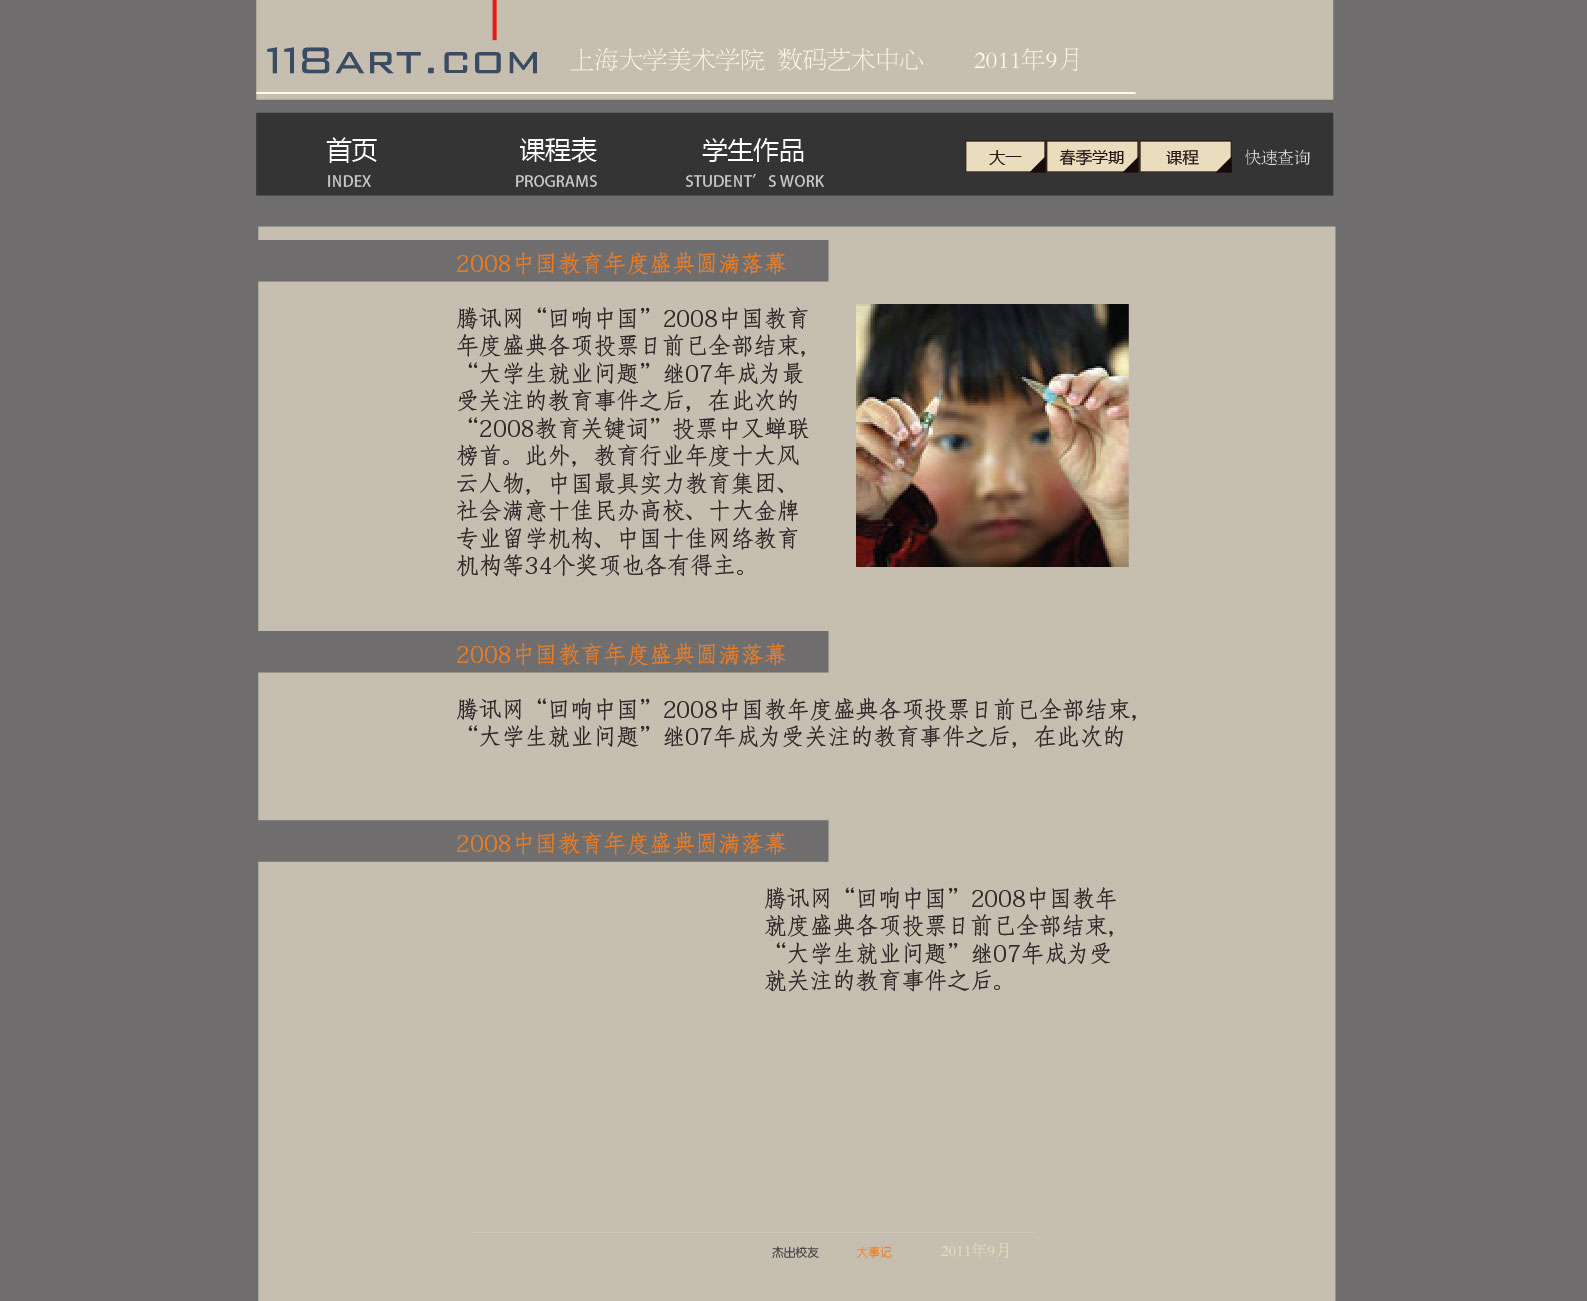 118ART.COM 上海大学美术学院 数码艺术中心 2011年9月
首页 课程表 学生作品
INDEX PROGRAMS STUDENT'S WORK
大一 春季学期 课程 快速查询
2008中国教育年度盛典圆满落幕
腾讯网“回响中国”2008中国教育
年度盛典各项投票日前已全部结束，
“大学生就业问题”继07年成为最
受关注的教育事件之后，在此次的
“2008教育关键词”投票中又蝉联
榜首。此外，教育行业年度十大风
云人物，中国最具实力教育集团、
社会满意十佳民办高校、十大金牌
专业留学机构、中国十佳网络教育
机构等34个奖项也各有得主。
2008中国教育年度盛典圆满落幕
腾讯网“回响中国”2008中国教年度盛典各项投票日前已全部结束，
“大学生就业问题”继07年成为受关注的教育事件之后，在此次的
2008中国教育年度盛典圆满落幕
腾讯网“回响中国”2008中国教年
就度盛典各项投票日前已全部结束，
“大学生就业问题”继07年成为受
就关注的教育事件之后。
杰出校友 大事记 2011年9月